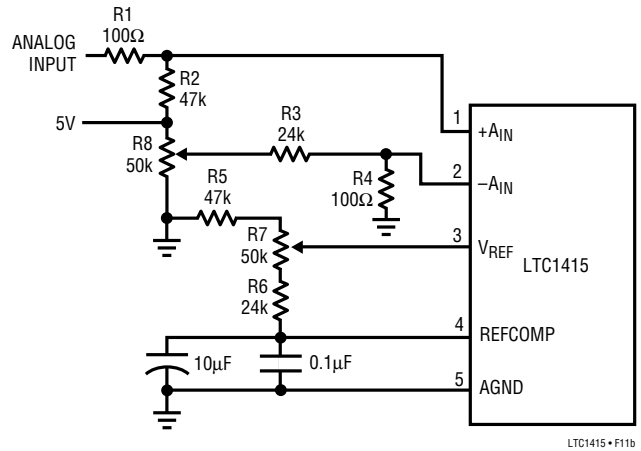 R1
100Ω
ANALOG
INPUT
R2
47k
5V
R8
50k
R3
24k
R4
100Ω
R5
47k
R7
50k
R6
24k
10µF
0.1µF
1
+AIN
2
–AIN
3
VREF
LTC1415
4
REFCOMP
5
AGND
LTC1415 • F11b